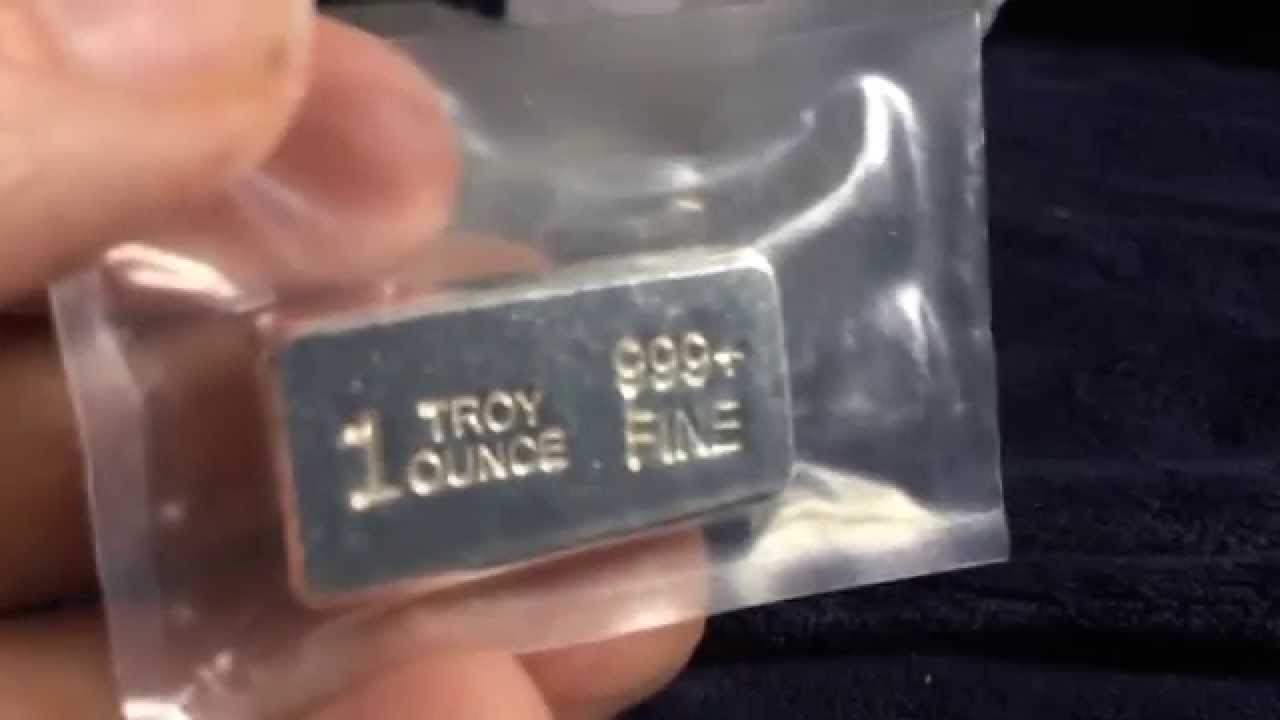 1 TROY OUNCE
999+ FINE